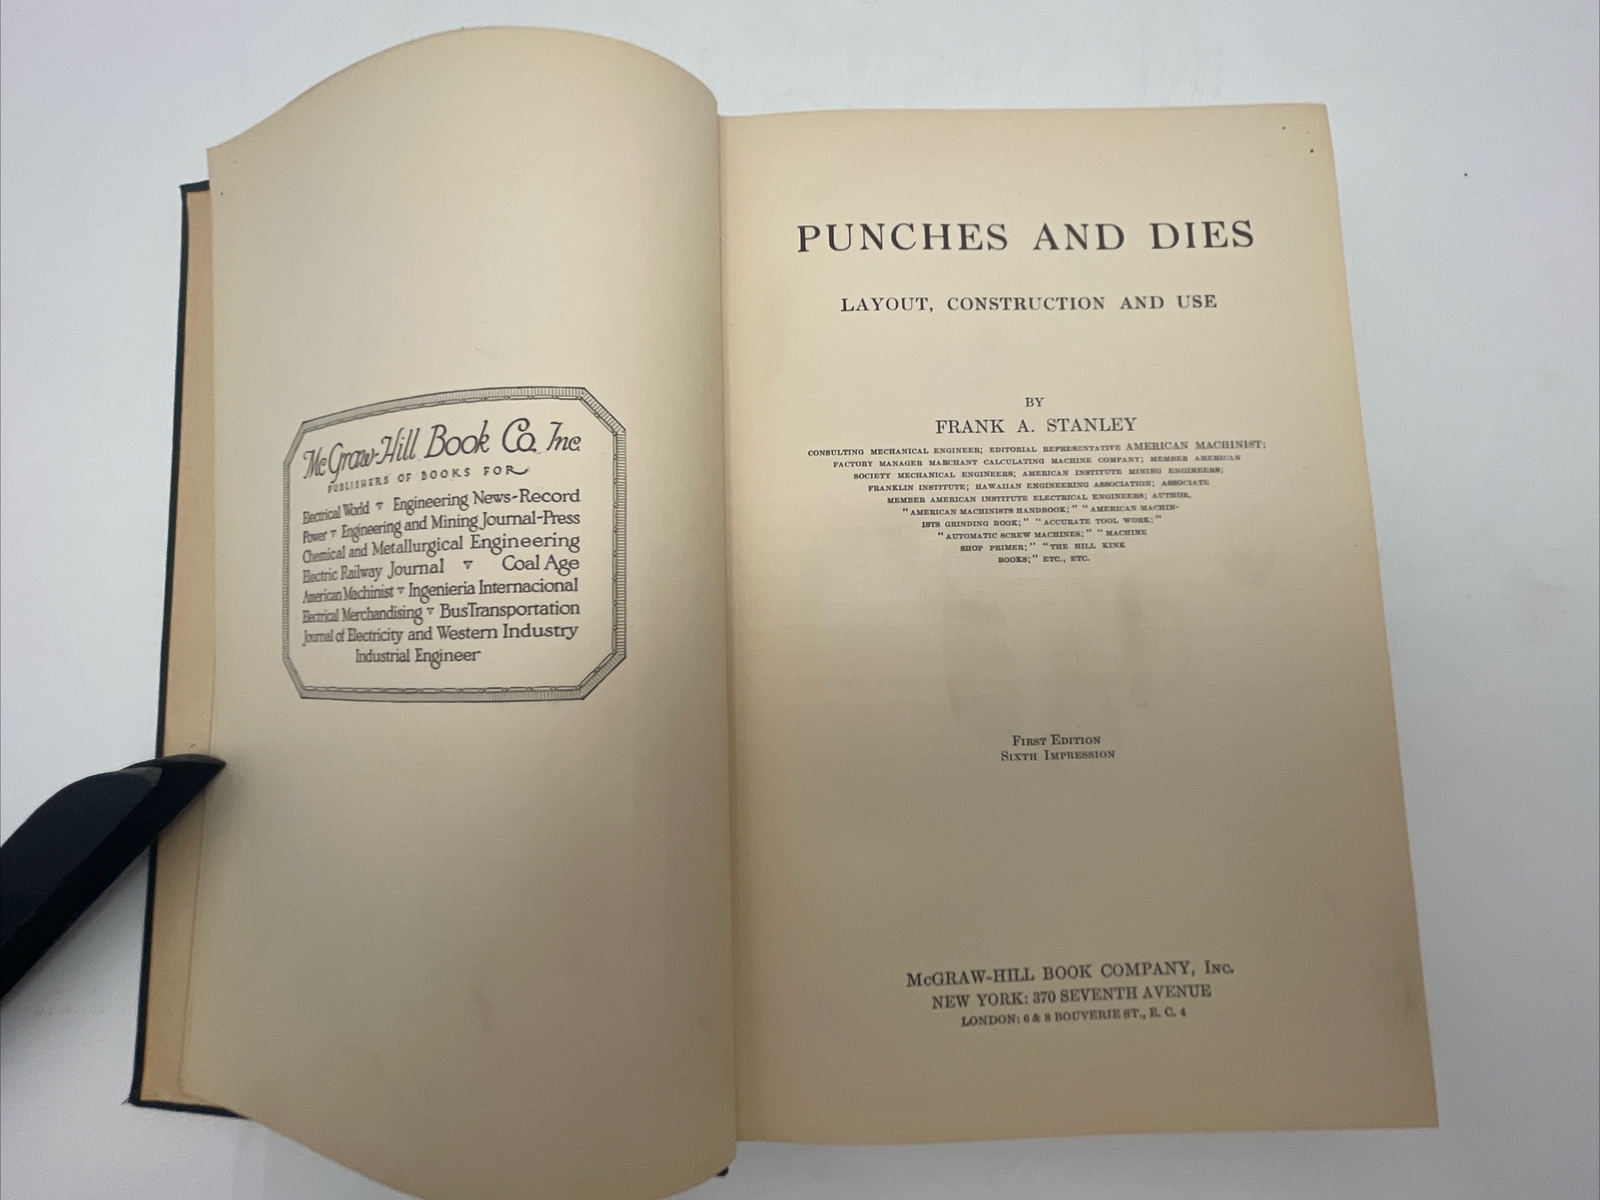 McGraw-Hill Book Co. Inc.
PUBLISHERS OF BOOKS FOR
Electrical World ▿ Engineering News-Record
Power ▿ Engineering and Mining Journal-Press
Chemical and Metallurgical Engineering
Electric Railway Journal ▿ Coal Age
American Machinist ▿ Ingenieria Internacional
Electrical Merchandising ▿ BusTransportation
Journal of Electricity and Western Industry
Industrial Engineer
PUNCHES AND DIES
LAYOUT, CONSTRUCTION AND USE
BY
FRANK A. STANLEY
CONSULTING MECHANICAL ENGINEER; EDITORIAL REPRESENTATIVE AMERICAN MACHINIST;
FACTORY MANAGER MARCHANT CALCULATING MACHINE COMPANY; MEMBER AMERICAN
SOCIETY MECHANICAL ENGINEERS; AMERICAN INSTITUTE MINING ENGINEERS;
FRANKLIN INSTITUTE; HAWAIIAN ENGINEERING ASSOCIATION; ASSOCIATE
MEMBER AMERICAN INSTITUTE ELECTRICAL ENGINEERS; AUTHOR,
"AMERICAN MACHINISTS HANDBOOK;" "AMERICAN MACHIN-
ISTS GRINDING BOOK;" "ACCURATE TOOL WORK;"
"AUTOMATIC SCREW MACHINES;" "MACHINE
SHOP PRIMER;" "THE HILL KINK
BOOKS;" ETC., ETC.
FIRST EDITION
SIXTH IMPRESSION
McGRAW-HILL BOOK COMPANY, INC.
NEW YORK: 370 SEVENTH AVENUE
LONDON: 6 & 8 BOUVERIE ST., E. C. 4